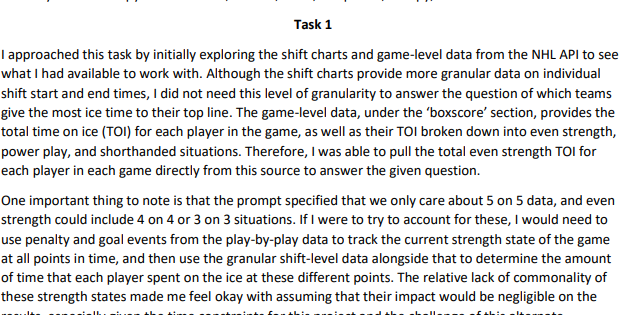 Task 1
I approached this task by initially exploring the shift charts and game-level data from the NHL API to see
what I had available to work with. Although the shift charts provide more granular data on individual
shift start and end times, I did not need this level of granularity to answer the question of which teams
give the most ice time to their top line. The game-level data, under the ‘boxscore’ section, provides the
total time on ice (TOI) for each player in the game, as well as their TOI broken down into even strength,
power play, and shorthanded situations. Therefore, I was able to pull the total even strength TOI for
each player in each game directly from this source to answer the given question.
One important thing to note is that the prompt specified that we only care about 5 on 5 data, and even
strength could include 4 on 4 or 3 on 3 situations. If I were to try to account for these, I would need to
use penalty and goal events from the play-by-play data to track the current strength state of the game
at all points in time, and then use the granular shift-level data alongside that to determine the amount
of time that each player spent on the ice at these different points. The relative lack of commonality of
these strength states made me feel okay with assuming that their impact would be negligible on the